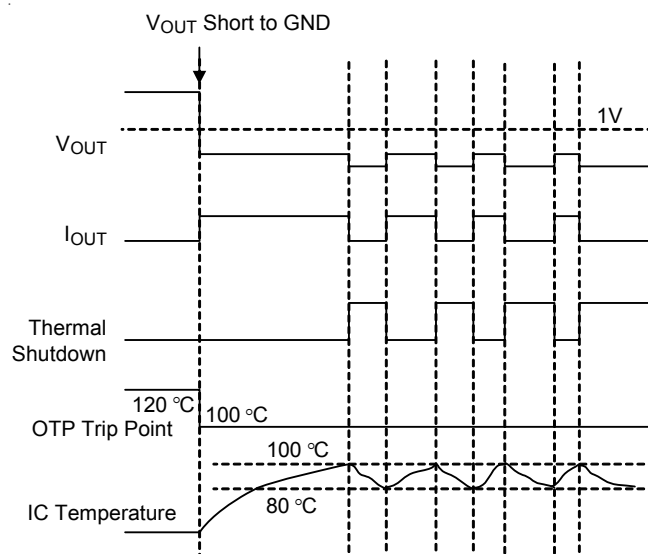 VOUT Short to GND
1V
VOUT
IOUT
Thermal
Shutdown
120 °C
100 °C
OTP Trip Point
100 °C
80 °C
IC Temperature